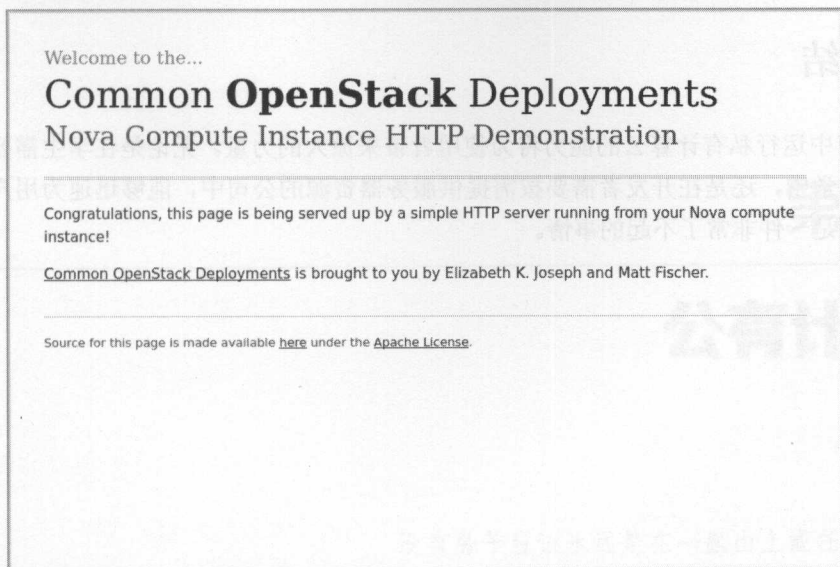 Welcome to the...
Common OpenStack Deployments
Nova Compute Instance HTTP Demonstration
Congratulations, this page is being served up by a simple HTTP server running from your Nova compute
instance!
Common OpenStack Deployments is brought to you by Elizabeth K. Joseph and Matt Fischer.
Source for this page is made available here under the Apache License.